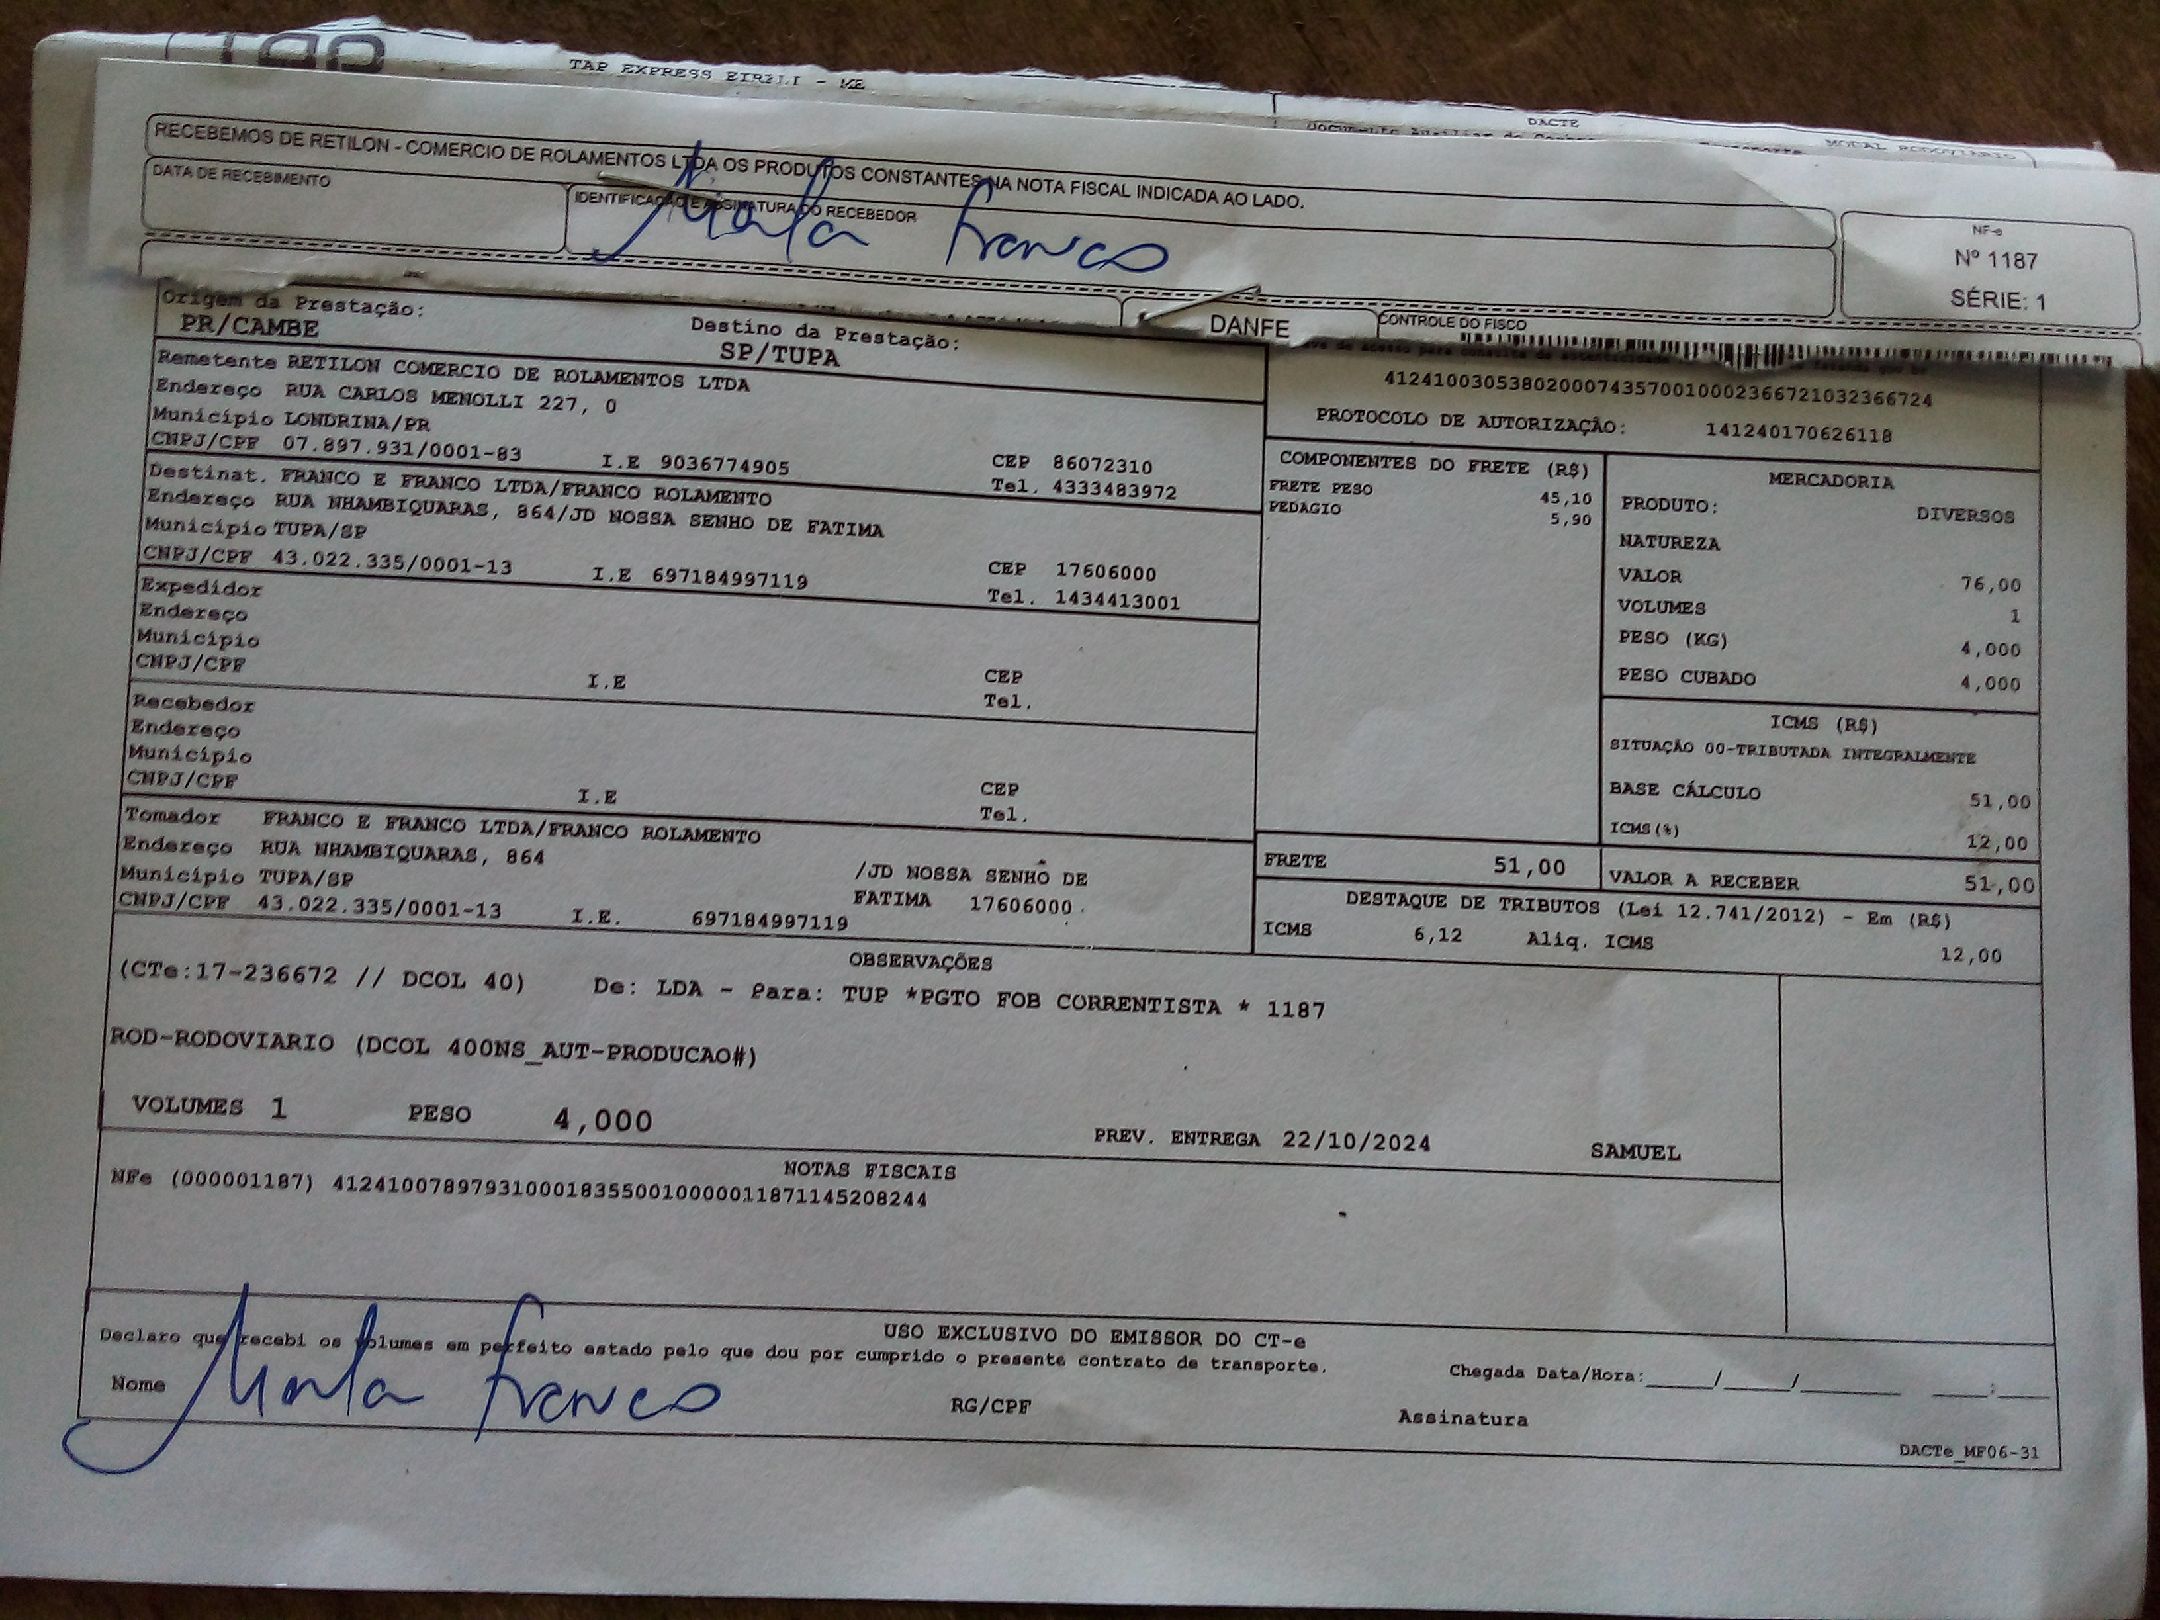 TAP EXPRESS EIRELI - ME
DACTE
MODAL RODOVIARIO
RECEBEMOS DE RETILON - COMERCIO DE ROLAMENTOS LTDA OS PRODUTOS CONSTANTES NA NOTA FISCAL INDICADA AO LADO.
DATA DE RECEBIMENTO
IDENTIFICAÇÃO E ASSINATURA DO RECEBEDOR
Franco
NF-e
Nº 1187
SÉRIE: 1
DANFE
CONTROLE DO FISCO
Origem da Prestação:
PR/CAMBE
Destino da Prestação:
SP/TUPA
Remetente RETILON COMERCIO DE ROLAMENTOS LTDA
Endereço RUA CARLOS MENOLLI 227, 0
Município LONDRINA/PR
CNPJ/CPF 07.897.931/0001-83 I.E 9036774905 CEP 86072310
Tel. 4333483972
Destinat. FRANCO E FRANCO LTDA/FRANCO ROLAMENTO
Endereço RUA NHAMBIQUARAS, 864/JD NOSSA SENHO DE FATIMA
Município TUPA/SP
CNPJ/CPF 43.022.335/0001-13 I.E 697184997119 CEP 17606000
Tel. 1434413001
Expedidor
Endereço
Município
CNPJ/CPF I.E CEP
Tel.
Recebedor
Endereço
Município
CNPJ/CPF I.E CEP
Tel.
Tomador FRANCO E FRANCO LTDA/FRANCO ROLAMENTO
Endereço RUA NHAMBIQUARAS, 864 /JD NOSSA SENHO DE
Município TUPA/SP FATIMA 17606000
CNPJ/CPF 43.022.335/0001-13 I.E. 697184997119
41241003053802000743570010002366721032366724
PROTOCOLO DE AUTORIZAÇÃO: 141240170626118
COMPONENTES DO FRETE (R$)
FRETE PESO 45,10
PEDAGIO 5,90
MERCADORIA
PRODUTO: DIVERSOS
NATUREZA
VALOR 76,00
VOLUMES 1
PESO (KG) 4,000
PESO CUBADO 4,000
ICMS (R$)
SITUAÇÃO 00-TRIBUTADA INTEGRALMENTE
BASE CÁLCULO 51,00
ICMS(%) 12,00
FRETE 51,00
VALOR A RECEBER 51,00
DESTAQUE DE TRIBUTOS (Lei 12.741/2012) - Em (R$)
ICMS 6,12 Aliq. ICMS 12,00
OBSERVAÇÕES
(CTe:17-236672 // DCOL 40) De: LDA - Para: TUP *PGTO FOB CORRENTISTA * 1187
ROD-RODOVIARIO (DCOL 400NS_AUT-PRODUCAO#)
VOLUMES 1 PESO 4,000
PREV. ENTREGA 22/10/2024 SAMUEL
NOTAS FISCAIS
NFe (000001187) 41241007897931000183550010000011871145208244
USO EXCLUSIVO DO EMISSOR DO CT-e
Declaro que recebi os volumes em perfeito estado pelo que dou por cumprido o presente contrato de transporte.
Chegada Data/Hora:_____/_____/_______ ____:____
Nome Franco RG/CPF Assinatura
DACTe_MF06-31